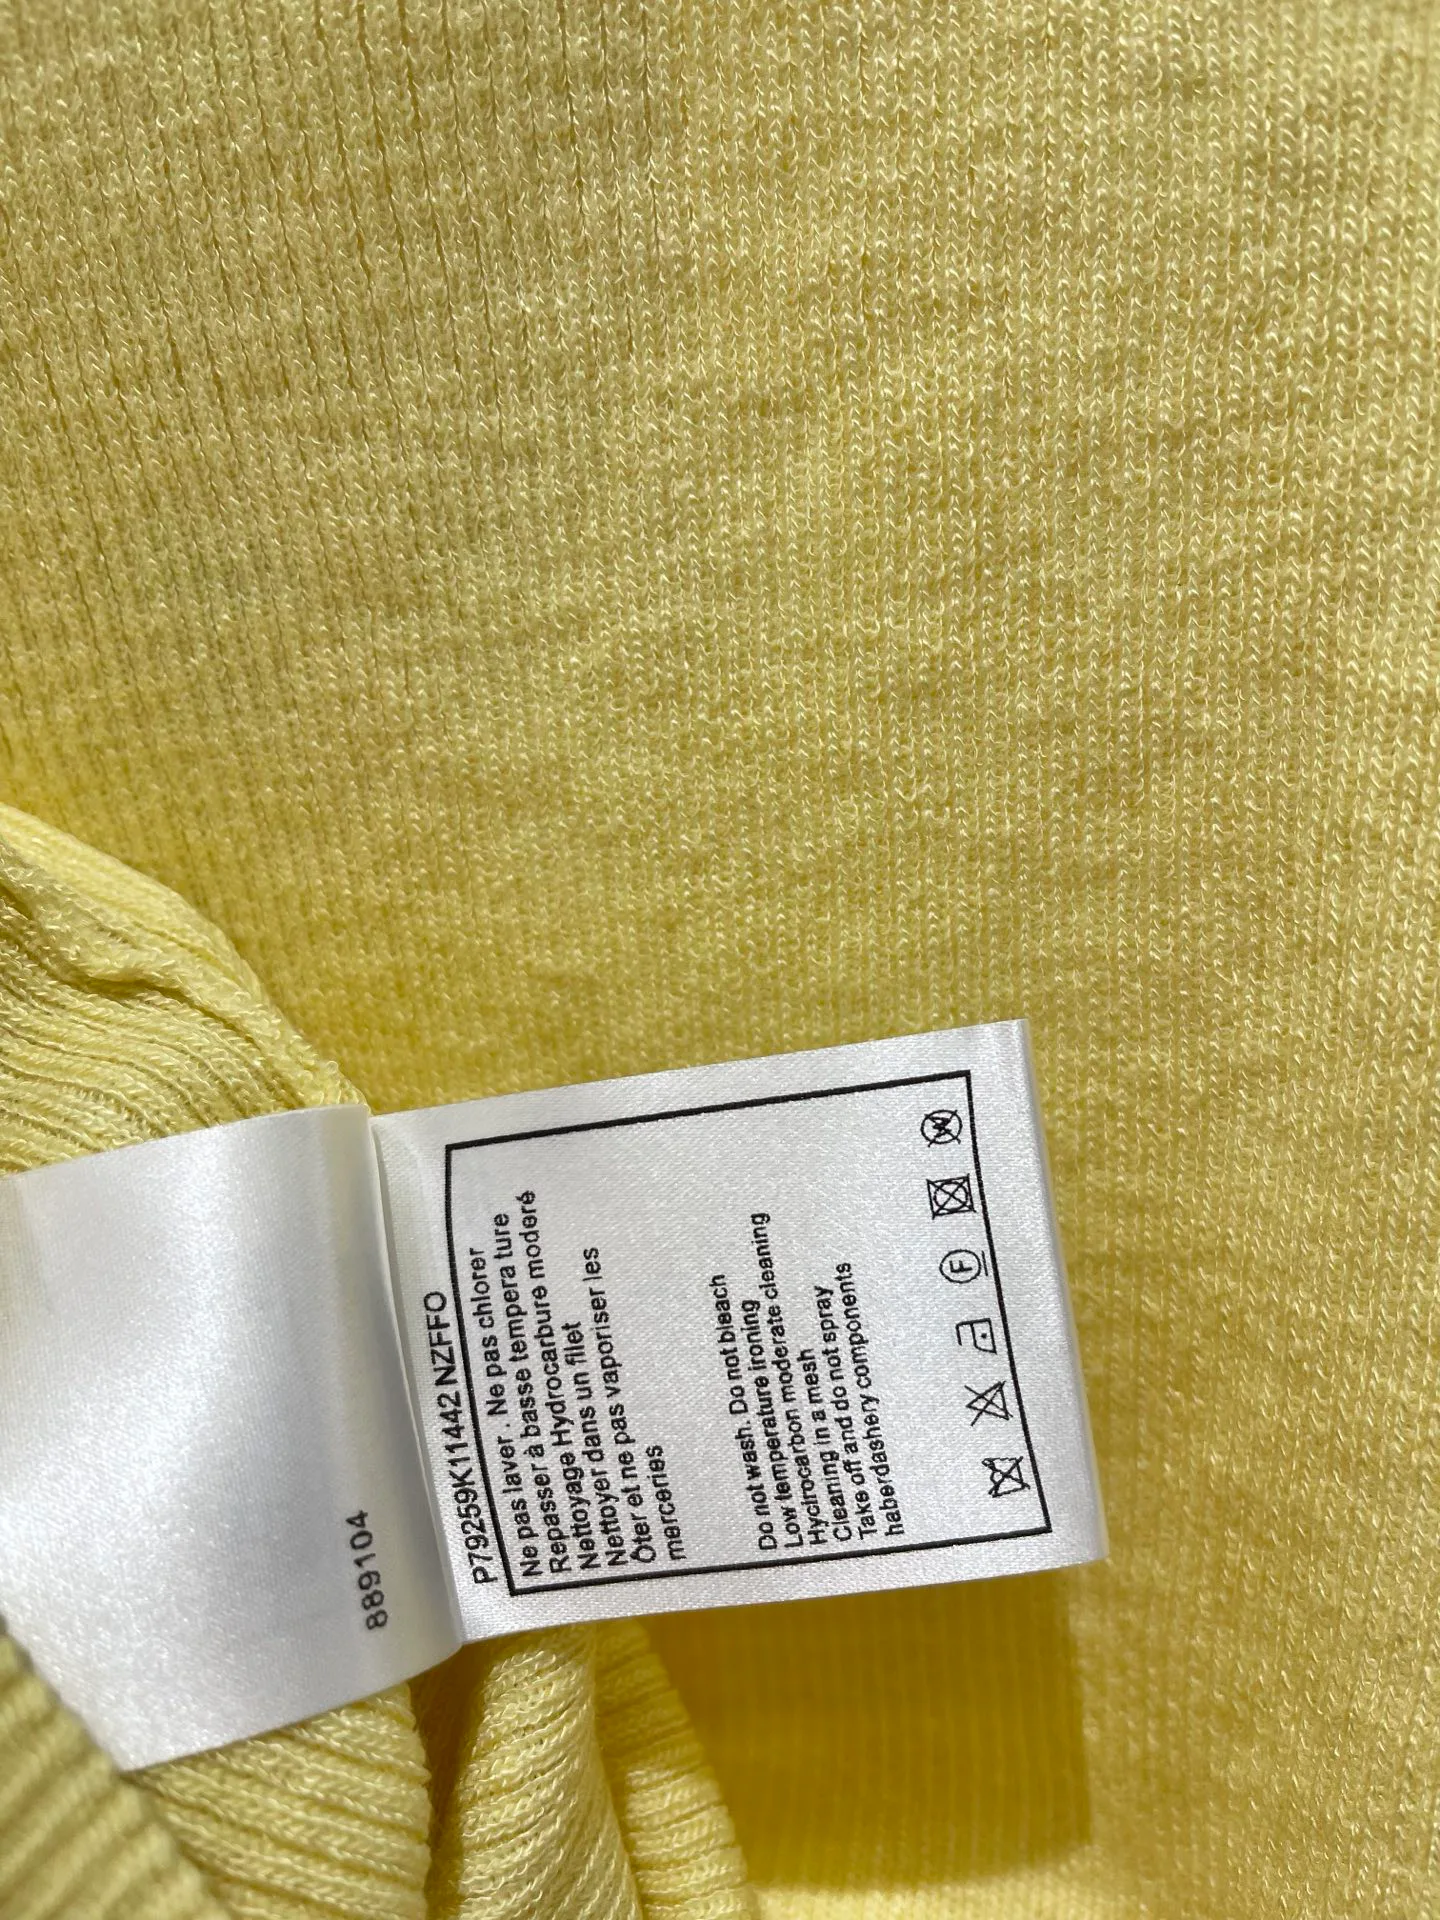 P79259K11442 NZFFO
Ne pas laver . Ne pas chlorer
Repasser à basse tempera ture
Nettoyage Hydrocarbure modéré
Nettoyer dans un filet
Ôter et ne pas vaporiser les
merceries
Do not wash. Do not bleach
Low temperature ironing
Hydrocarbon moderate cleaning
Cleaning in a mesh
Take off and do not spray
haberdashery components
F
W
889104